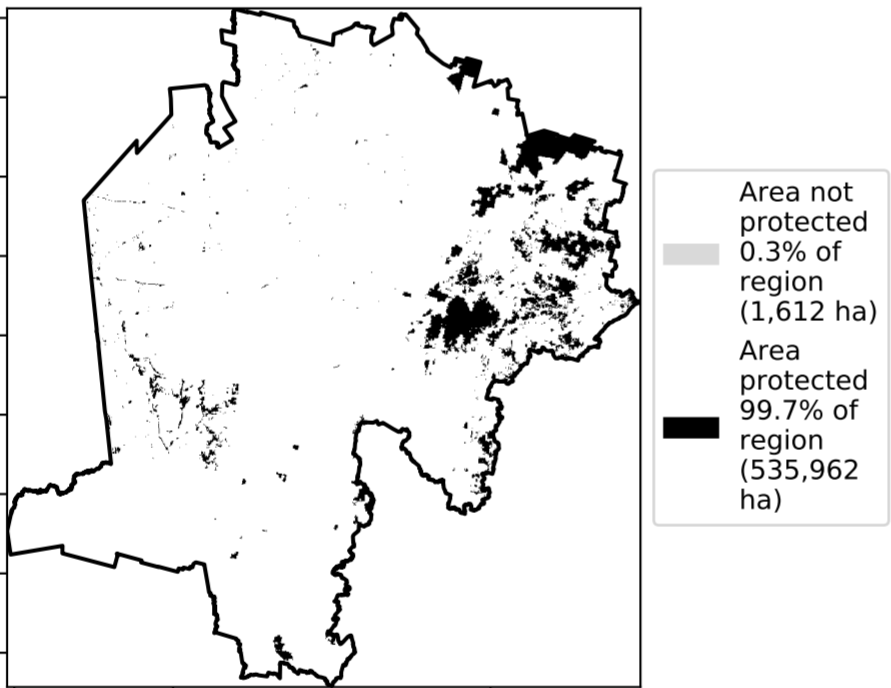 Area not
protected
0.3% of
region
(1,612 ha)
Area
protected
99.7% of
region
(535,962
ha)